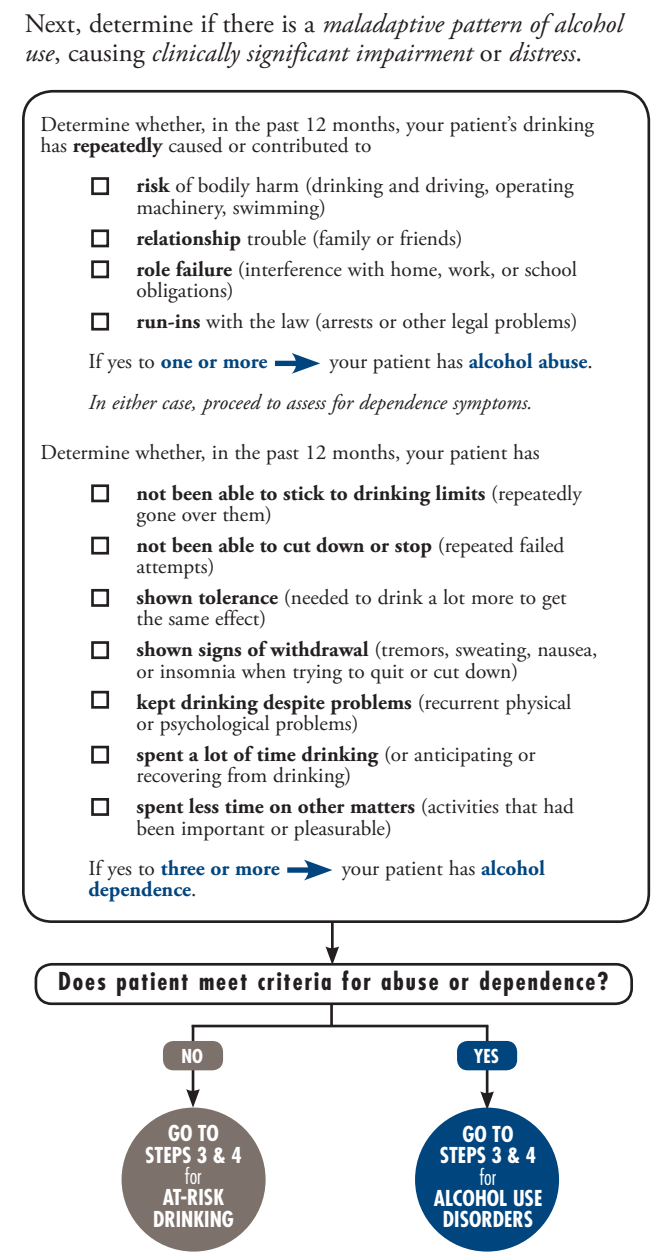 Next, determine if there is a maladaptive pattern of alcohol
use, causing clinically significant impairment or distress.
Determine whether, in the past 12 months, your patient's drinking
has repeatedly caused or contributed to
risk of bodily harm (drinking and driving, operating
machinery, swimming)
relationship trouble (family or friends)
role failure (interference with home, work, or school
obligations)
run-ins with the law (arrests or other legal problems)
If yes to one or more your patient has alcohol abuse.
In either case, proceed to assess for dependence symptoms.
Determine whether, in the past 12 months, your patient has
not been able to stick to drinking limits (repeatedly
gone over them)
not been able to cut down or stop (repeated failed
attempts)
shown tolerance (needed to drink a lot more to get
the same effect)
shown signs of withdrawal (tremors, sweating, nausea,
or insomnia when trying to quit or cut down)
kept drinking despite problems (recurrent physical
or psychological problems)
spent a lot of time drinking (or anticipating or
recovering from drinking)
spent less time on other matters (activities that had
been important or pleasurable)
If yes to three or more your patient has alcohol
dependence.
Does patient meet criteria for abuse or dependence?
NO
GO TO
STEPS 3 & 4
for
AT-RISK
DRINKING
YES
GO TO
STEPS 3 & 4
for
ALCOHOL USE
DISORDERS